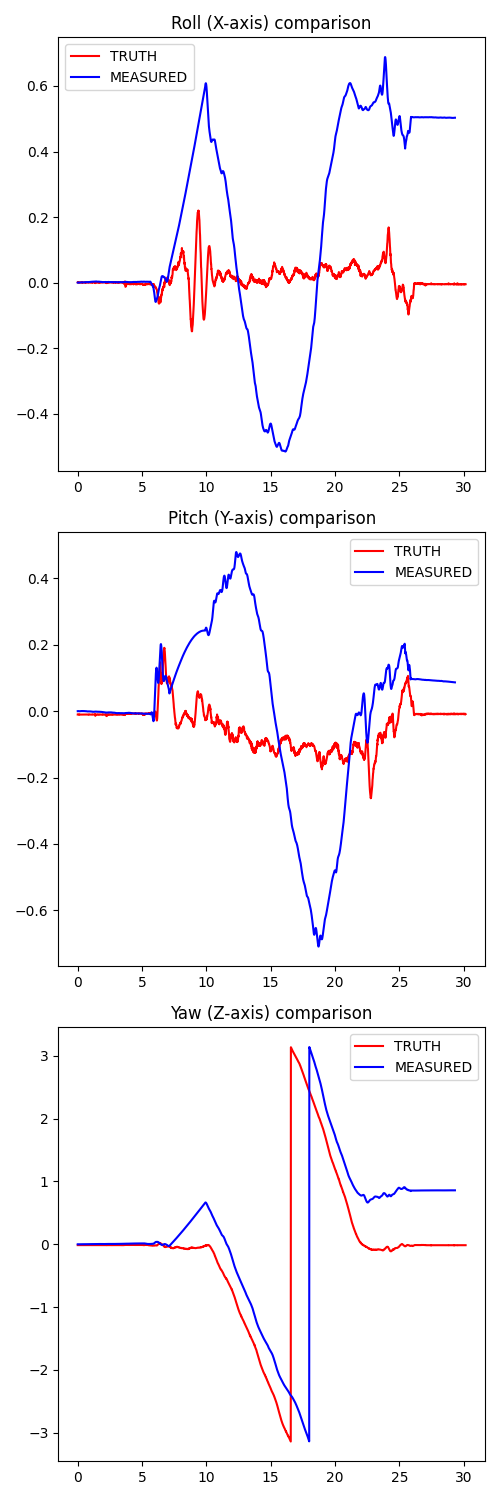 Roll (X-axis) comparison
TRUTH
MEASURED
0.6
0.4
0.2
0.0
−0.2
−0.4
0 5 10 15 20 25 30
Pitch (Y-axis) comparison
TRUTH
MEASURED
0.4
0.2
0.0
−0.2
−0.4
−0.6
0 5 10 15 20 25 30
Yaw (Z-axis) comparison
TRUTH
MEASURED
3
2
1
0
−1
−2
−3
0 5 10 15 20 25 30